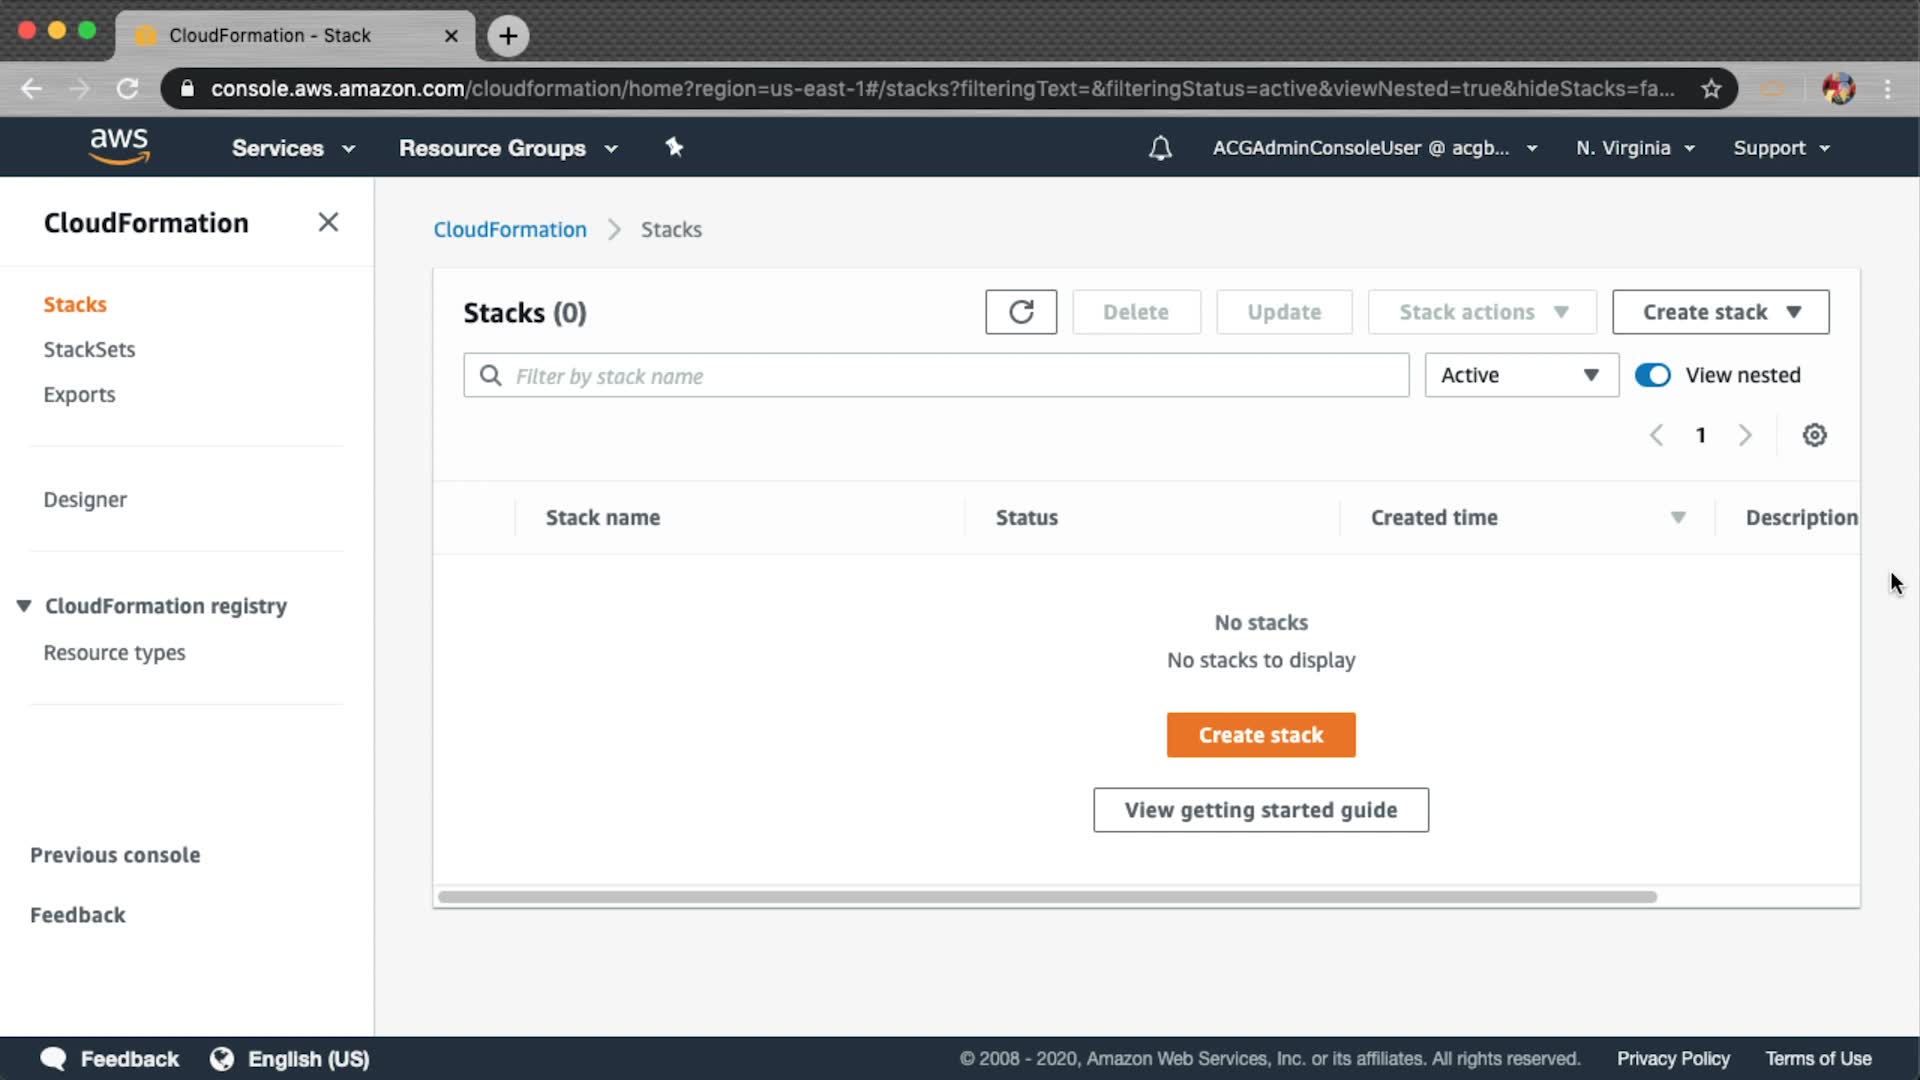 CloudFormation - Stack
console.aws.amazon.com/cloudformation/home?region=us-east-1#/stacks?filteringText=&filteringStatus=active&viewNested=true&hideStacks=fa...
aws
Services
Resource Groups
ACGAdminConsoleUser @ acgb...
N. Virginia
Support
CloudFormation
Stacks
StackSets
Exports
Designer
CloudFormation registry
Resource types
Previous console
Feedback
CloudFormation > Stacks
Stacks (0)
Delete
Update
Stack actions
Create stack
Filter by stack name
Active
View nested
1
Stack name
Status
Created time
Description
No stacks
No stacks to display
Create stack
View getting started guide
Feedback
English (US)
© 2008 - 2020, Amazon Web Services, Inc. or its affiliates. All rights reserved.
Privacy Policy
Terms of Use